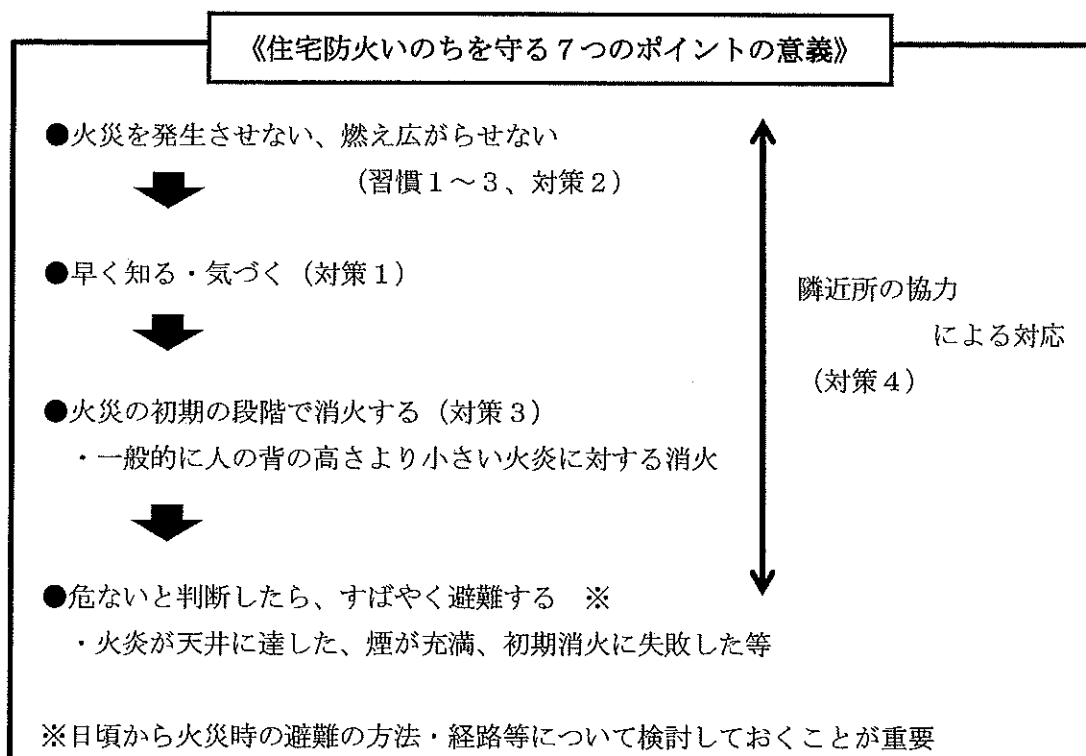 《住宅防火いのちを守る７つのポイントの意義》
●火災を発生させない、燃え広がらせない
（習慣１～３、対策２）
●早く知る・気づく（対策１）
●火災の初期の段階で消火する（対策３）
・一般的に人の背の高さより小さい火炎に対する消火
●危ないと判断したら、すばやく避難する　※
・火炎が天井に達した、煙が充満、初期消火に失敗した等
隣近所の協力
による対応
（対策４）
※日頃から火災時の避難の方法・経路等について検討しておくことが重要